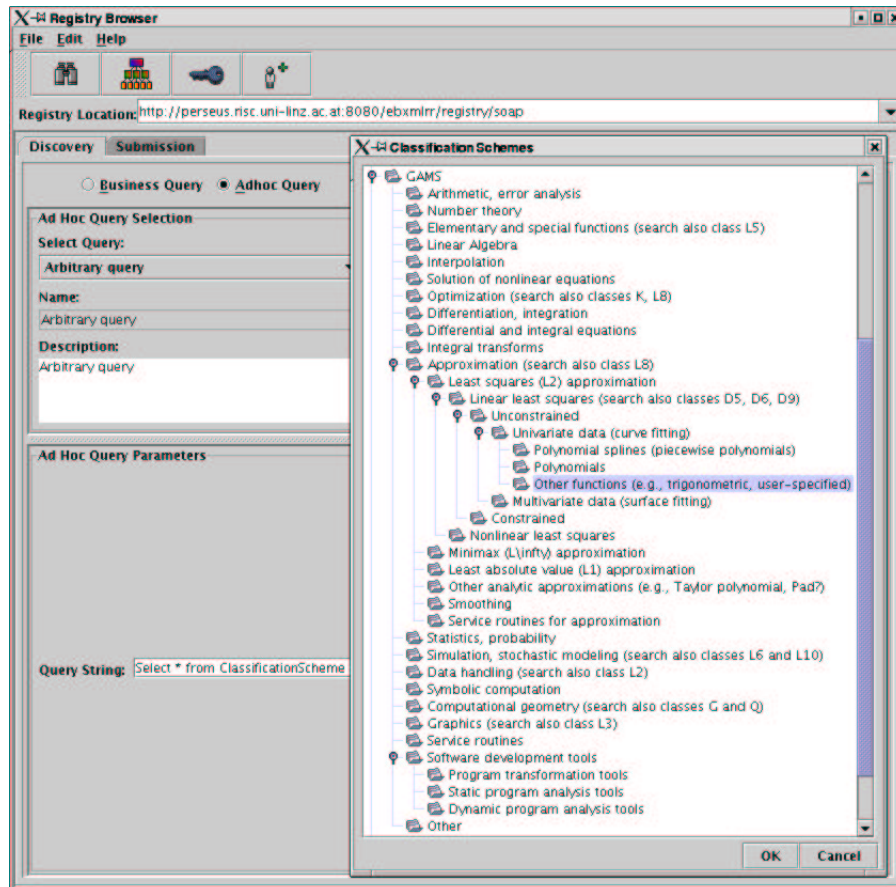 Registry Browser
File Edit Help
Registry Location: http://perseus.risc.uni-linz.ac.at:8080/ebxmlrr/registry/soap
Discovery Submission
Business Query Adhoc Query
Ad Hoc Query Selection
Select Query:
Arbitrary query
Name:
Arbitrary query
Description:
Arbitrary query
Ad Hoc Query Parameters
Query String: Select * from ClassificationScheme
Classification Schemes
GAMS
Arithmetic, error analysis
Number theory
Elementary and special functions (search also class L5)
Linear Algebra
Interpolation
Solution of nonlinear equations
Optimization (search also classes K, L8)
Differentiation, integration
Differential and integral equations
Integral transforms
Approximation (search also class L8)
Least squares (L2) approximation
Linear least squares (search also classes D5, D6, D9)
Unconstrained
Univariate data (curve fitting)
Polynomial splines (piecewise polynomials)
Polynomials
Other functions (e.g., trigonometric, user-specified)
Multivariate data (surface fitting)
Constrained
Nonlinear least squares
Minimax (L\infty) approximation
Least absolute value (L1) approximation
Other analytic approximations (e.g., Taylor polynomial, Pad?)
Smoothing
Service routines for approximation
Statistics, probability
Simulation, stochastic modeling (search also classes L6 and L10)
Data handling (search also class L2)
Symbolic computation
Computational geometry (search also classes G and Q)
Graphics (search also class L3)
Service routines
Software development tools
Program transformation tools
Static program analysis tools
Dynamic program analysis tools
Other
OK Cancel